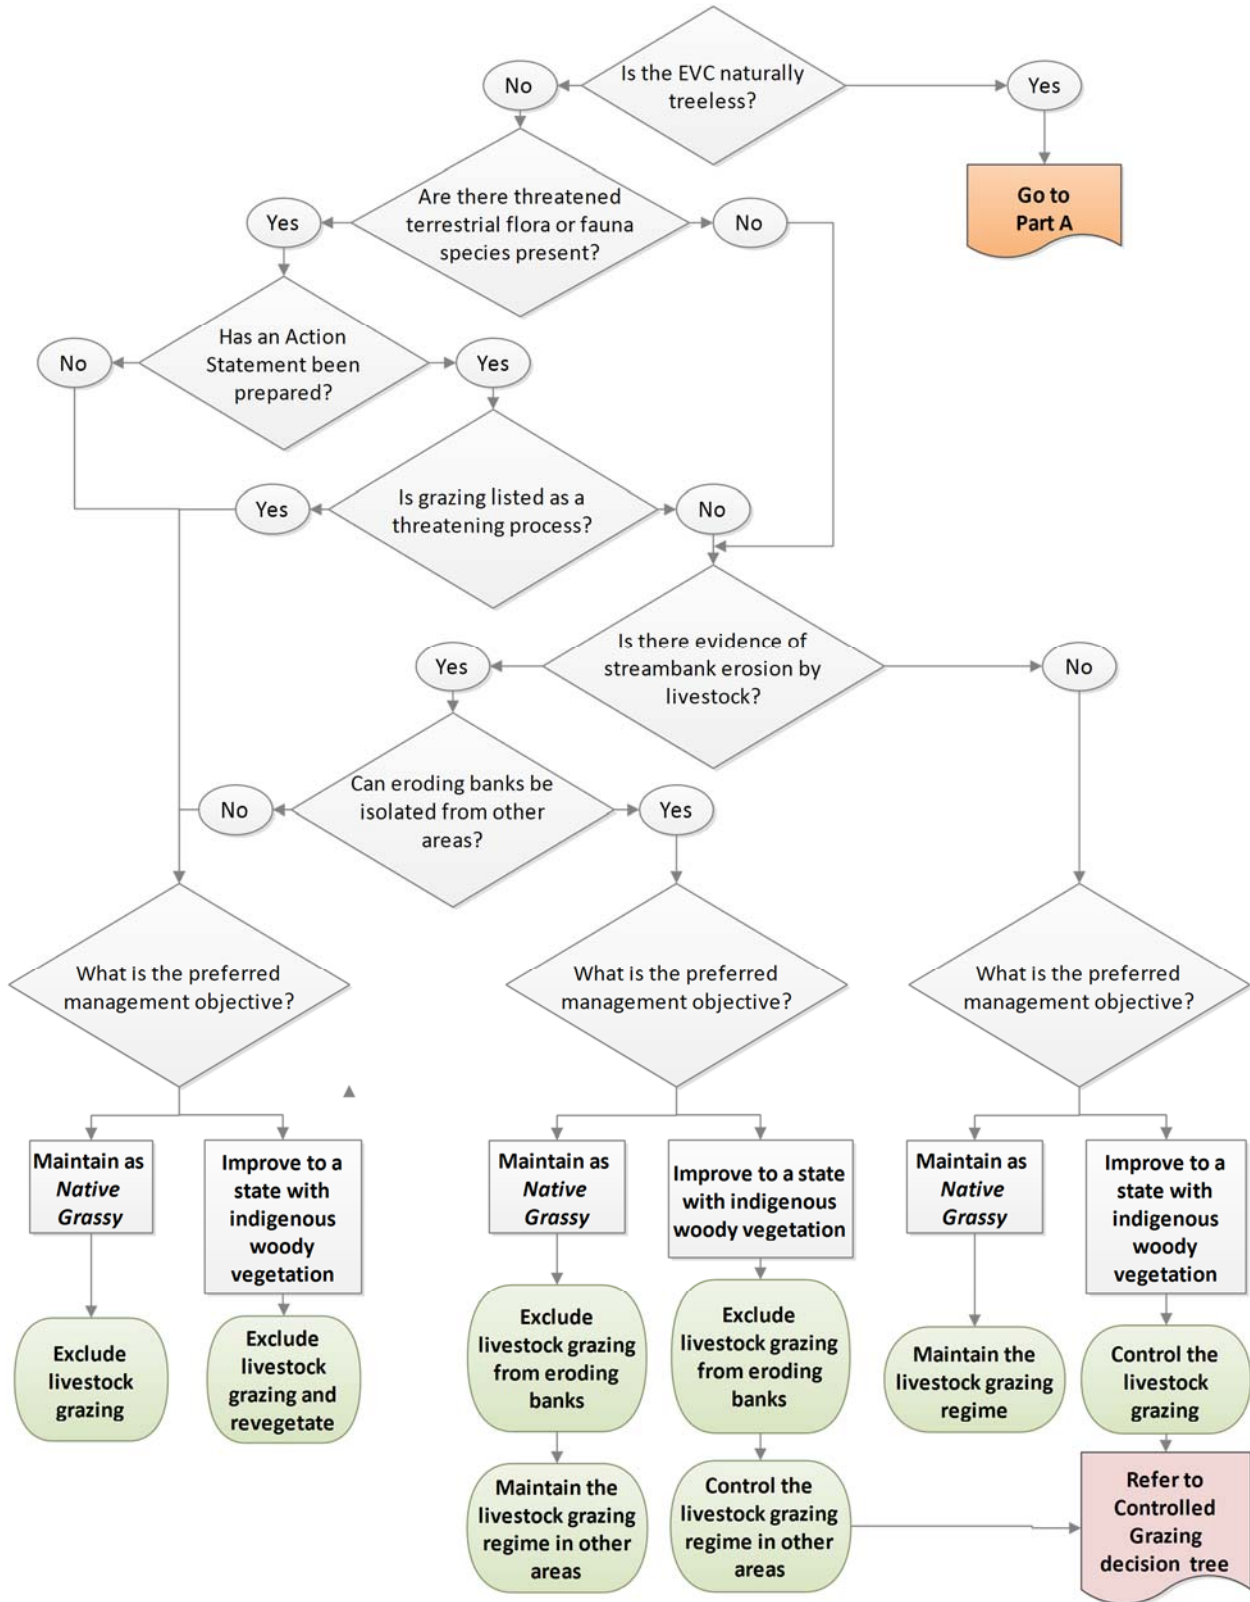 Is the EVC naturally
treeless?
No
Yes
Go to
Part A
Are there threatened
terrestrial flora or fauna
species present?
Yes
No
Has an Action
Statement been
prepared?
No
Yes
Is grazing listed as a
threatening process?
Yes
No
Is there evidence of
streambank erosion by
livestock?
Yes
No
Can eroding banks be
isolated from other
areas?
No
Yes
What is the preferred
management objective?
What is the preferred
management objective?
What is the preferred
management objective?
Maintain as
Native
Grassy
Improve to a
state with
indigenous
woody
vegetation
Maintain as
Native
Grassy
Improve to a state
with indigenous
woody vegetation
Maintain as
Native
Grassy
Improve to a
state with
indigenous
woody
vegetation
Exclude
livestock
grazing
Exclude
livestock
grazing and
revegetate
Exclude
livestock grazing
from eroding
banks
Exclude
livestock grazing
from eroding
banks
Maintain the
livestock grazing
regime
Control the
livestock
grazing
Maintain the
livestock grazing
regime in other
areas
Control the
livestock grazing
regime in other
areas
Refer to
Controlled
Grazing
decision tree